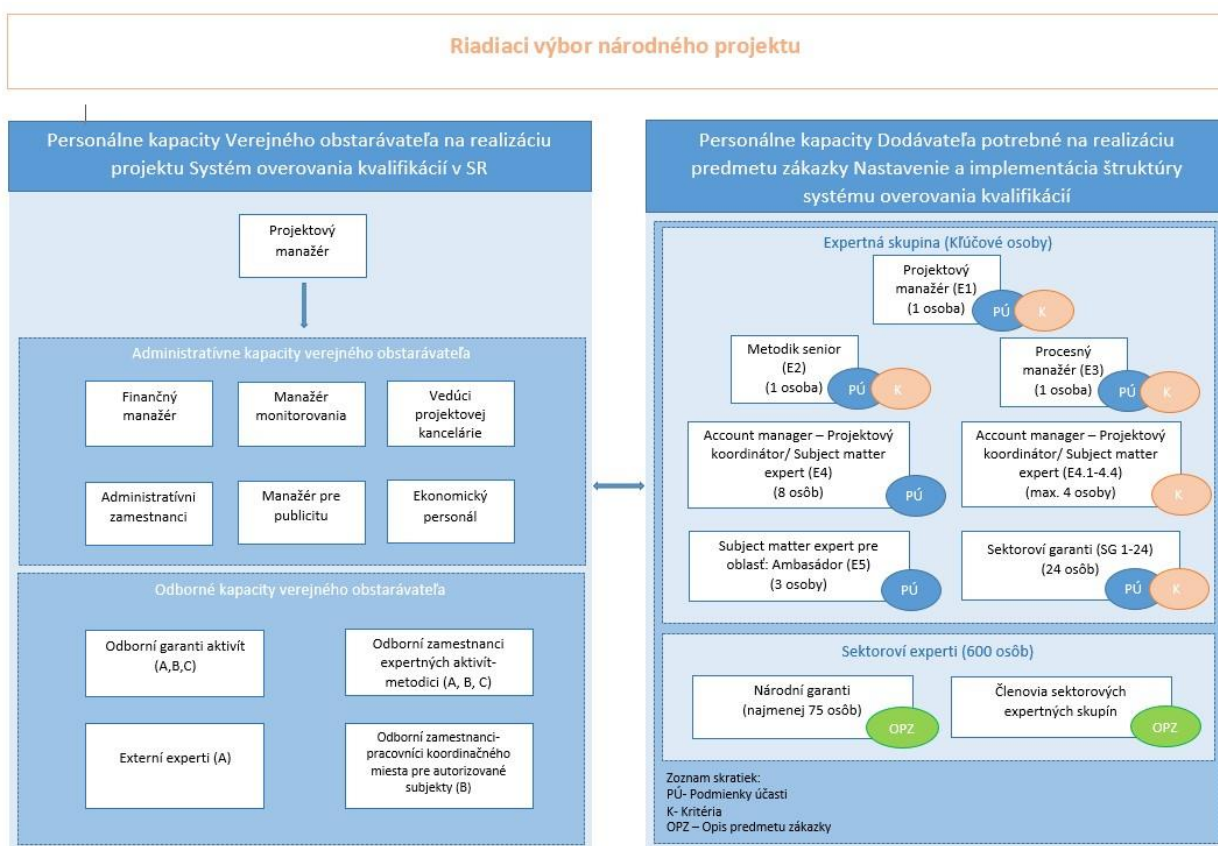 Riadiaci výbor národného projektu
Personálne kapacity Verejného obstarávateľa na realizáciu
projektu Systém overovania kvalifikácií v SR
Projektový
manažér
Administratívne kapacity verejného obstarávateľa
Finančný
manažér
Manažér
monitorovania
Vedúci
projektovej
kancelárie
Administratívni
zamestnanci
Manažér pre
publicitu
Ekonomický
personál
Odborné kapacity verejného obstarávateľa
Odborní garanti aktivít
(A,B,C)
Odborní zamestnanci
expertných aktivít-
metodici (A, B, C)
Externí experti (A)
Odborní zamestnanci-
pracovníci koordinačného
miesta pre autorizované
subjekty (B)
Personálne kapacity Dodávateľa potrebné na realizáciu
predmetu zákazky Nastavenie a implementácia štruktúry
systému overovania kvalifikácií
Expertná skupina (Kľúčové osoby)
Projektový
manažér (E1)
(1 osoba)
PÚ
K
Metodik senior
(E2)
(1 osoba)
PÚ
K
Procesný
manažér (E3)
(1 osoba)
PÚ
K
Account manager – Projektový
koordinátor/ Subject matter
expert (E4)
(8 osôb)
PÚ
Account manager – Projektový
koordinátor/ Subject matter
expert (E4.1-4.4)
(max. 4 osoby)
K
Subject matter expert pre
oblasť: Ambasádor (E5)
(3 osoby)
PÚ
Sektoroví garanti (SG 1-24)
(24 osôb)
PÚ
K
Sektoroví experti (600 osôb)
Národní garanti
(najmenej 75 osôb)
OPZ
Členovia sektorových
expertných skupín
OPZ
Zoznam skratiek:
PÚ- Podmienky účasti
K- Kritéria
OPZ – Opis predmetu zákazky